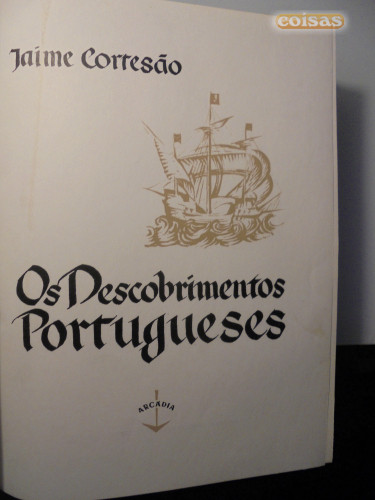 coisas
Jaime Cortesão
Os Descobrimentos
Portugueses
ARCADIA